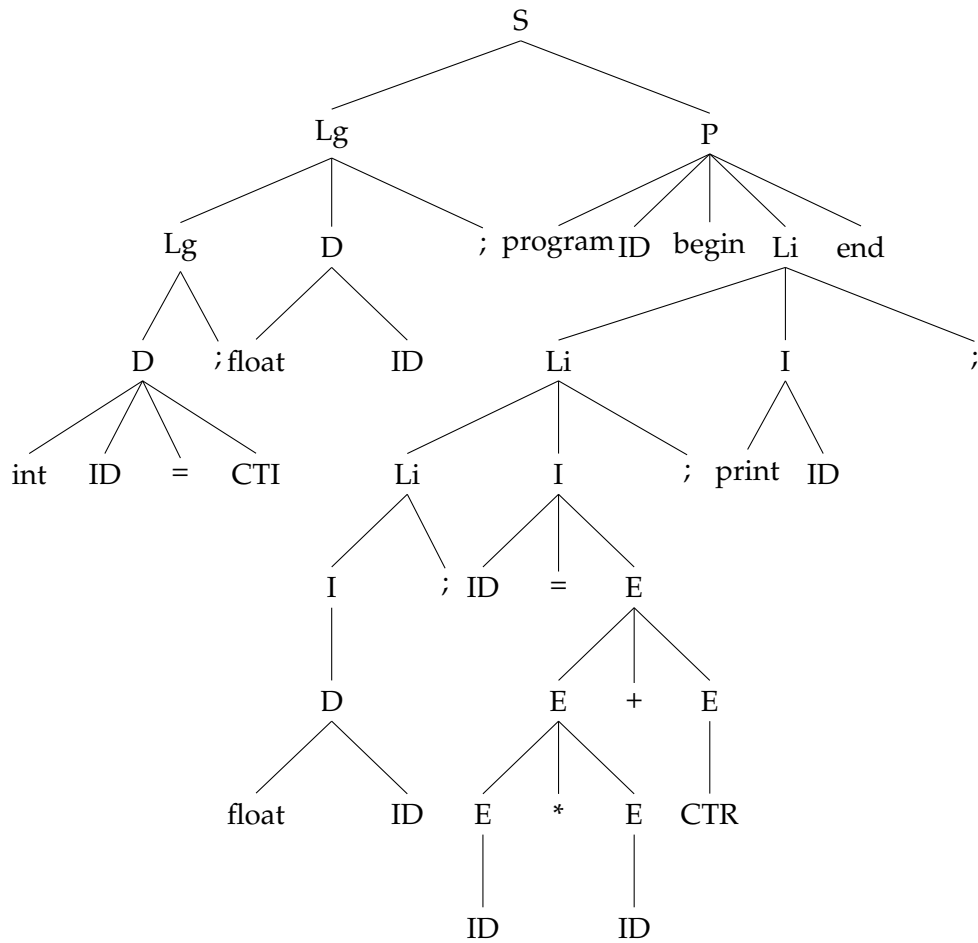 S
Lg P
Lg D ; program ID begin Li end
D ; float ID Li I ;
int ID = CTI Li I ; print ID
I ; ID = E
D E + E
float ID E * E CTR
ID ID